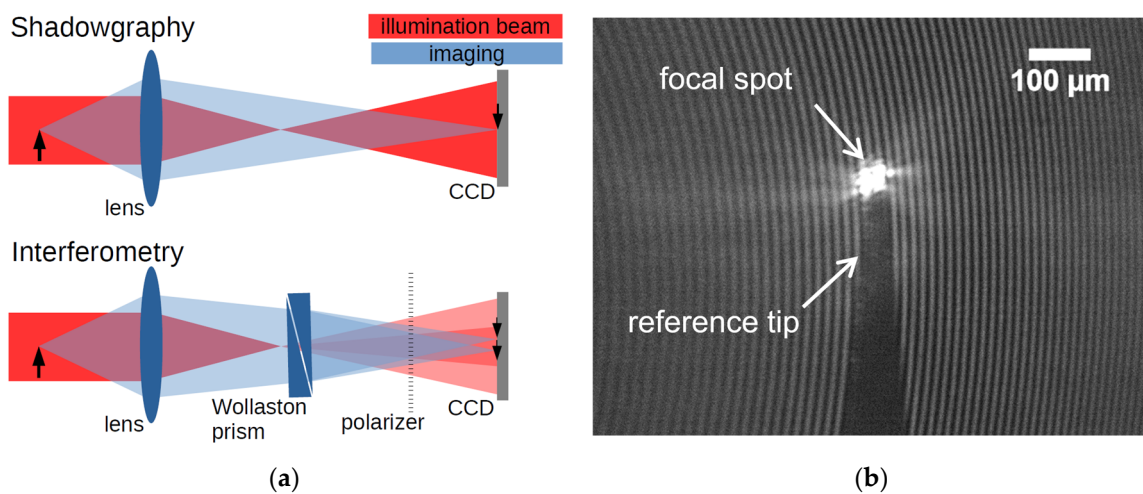 Shadowgraphy
illumination beam
imaging
lens
CCD
Interferometry
lens
Wollaston
prism
polarizer
CCD
(a)
focal spot
100 µm
reference tip
(b)